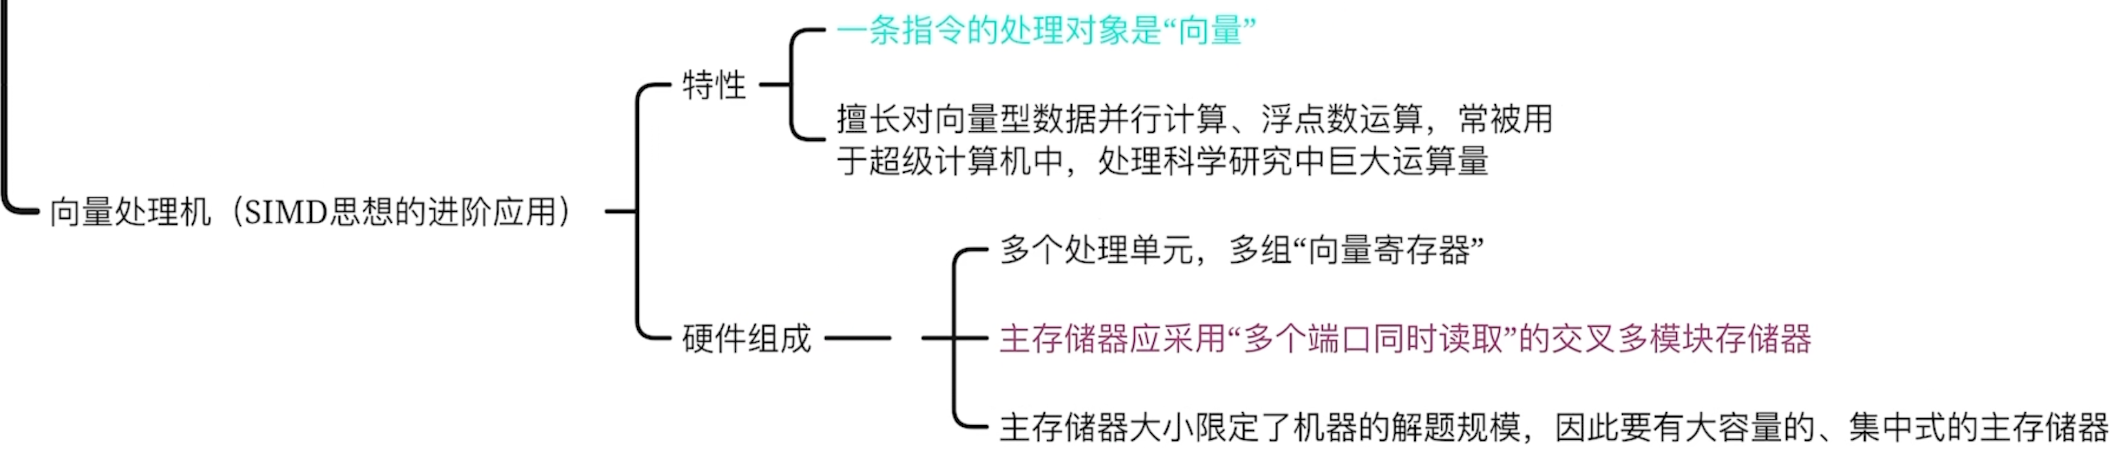 一条指令的处理对象是“向量”
特性
擅长对向量型数据并行计算、浮点数运算，常被用
于超级计算机中，处理科学研究中巨大运算量
向量处理机（SIMD思想的进阶应用）
多个处理单元，多组“向量寄存器”
硬件组成
主存储器应采用“多个端口同时读取”的交叉多模块存储器
主存储器大小限定了机器的解题规模，因此要有大容量的、集中式的主存储器